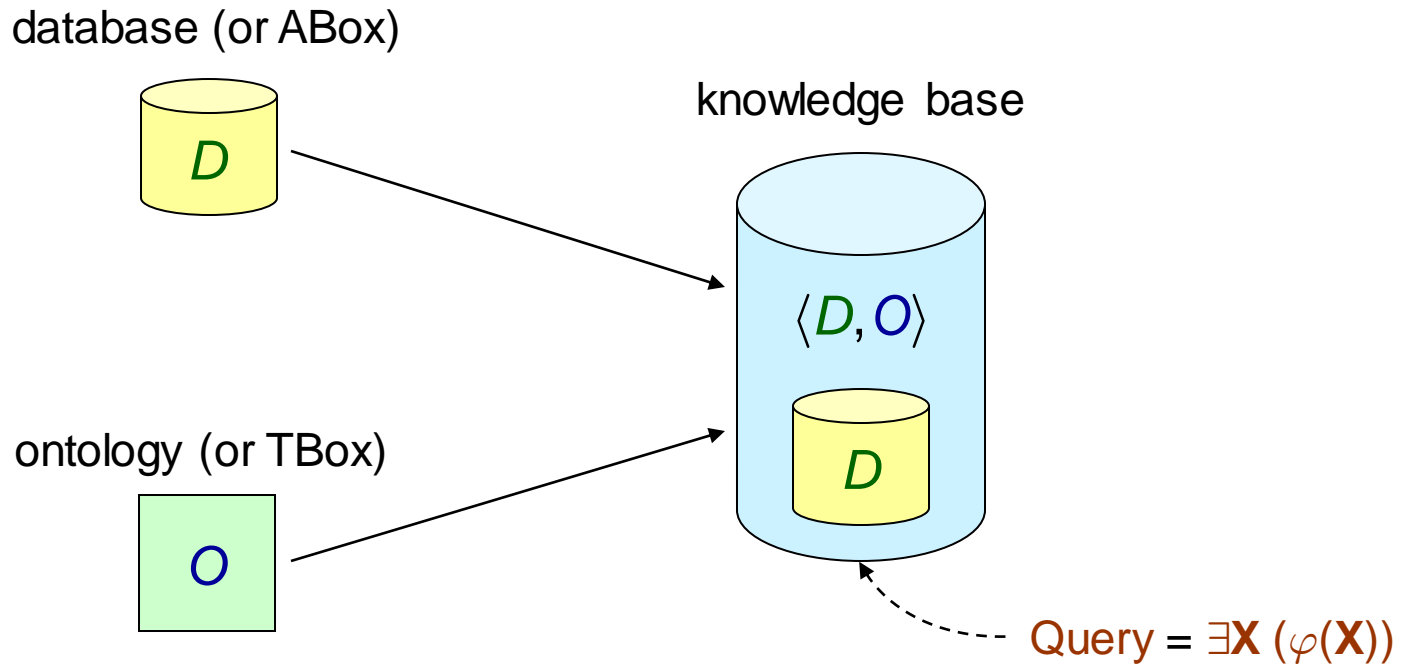 database (or ABox)
D
knowledge base
⟨D,O⟩
D
ontology (or TBox)
O
Query = ∃X (φ(X))